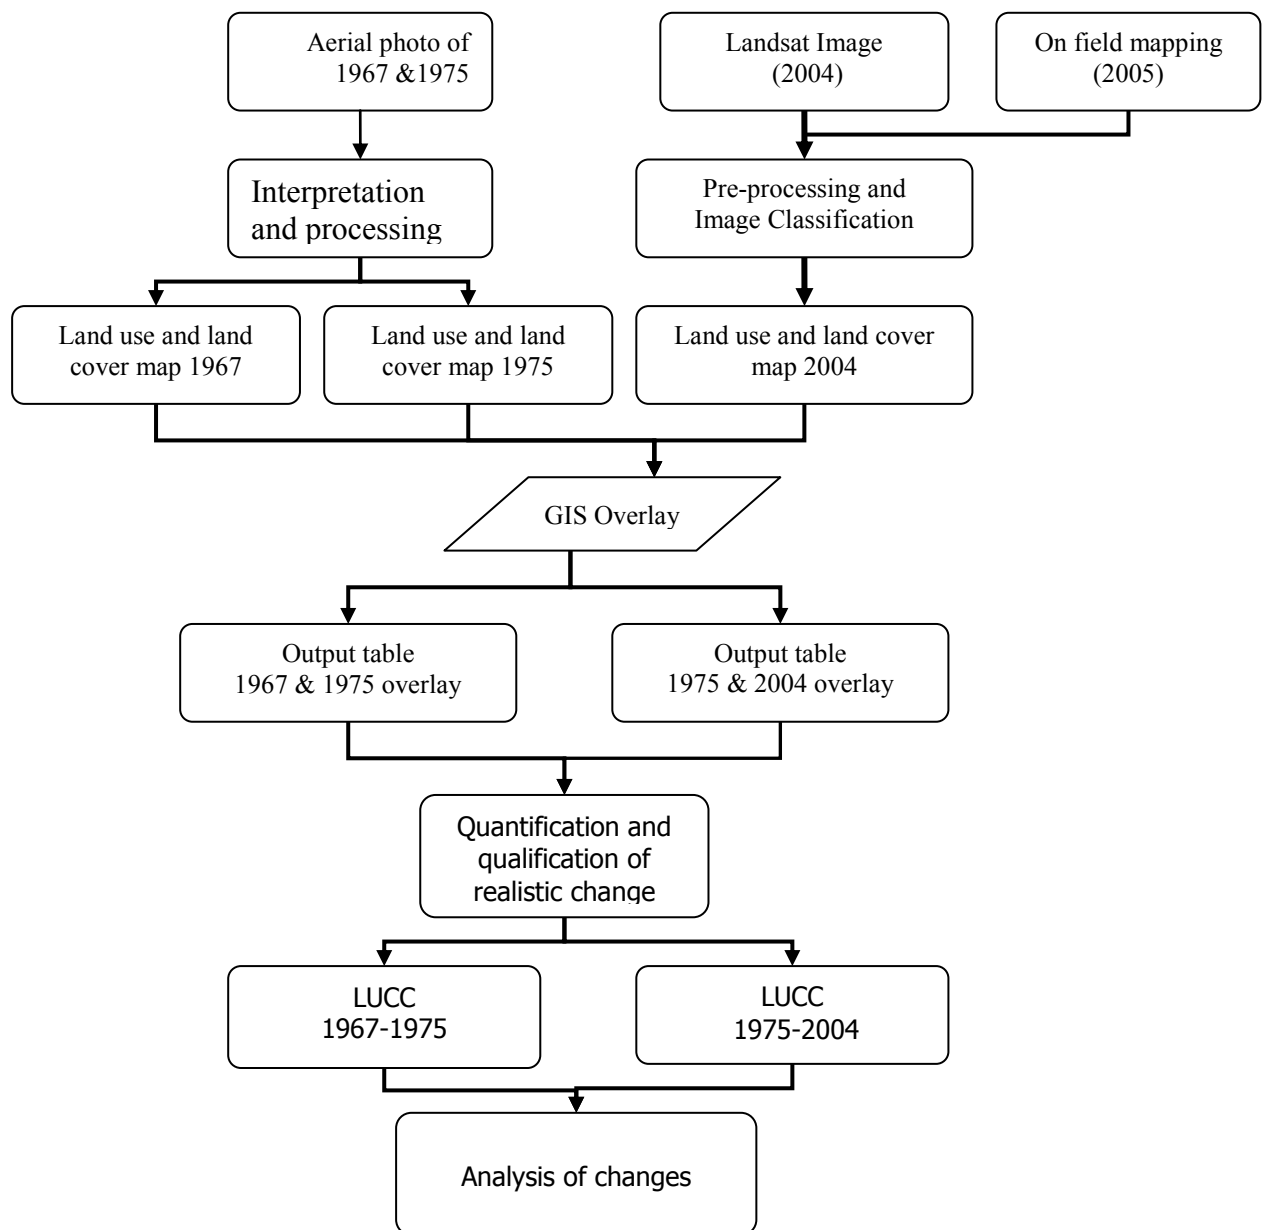 Aerial photo of
1967 &1975
Landsat Image
(2004)
On field mapping
(2005)
Interpretation
and processing
Pre-processing and
Image Classification
Land use and land
cover map 1967
Land use and land
cover map 1975
Land use and land cover
map 2004
GIS Overlay
Output table
1967 & 1975 overlay
Output table
1975 & 2004 overlay
Quantification and
qualification of
realistic change
LUCC
1967-1975
LUCC
1975-2004
Analysis of changes